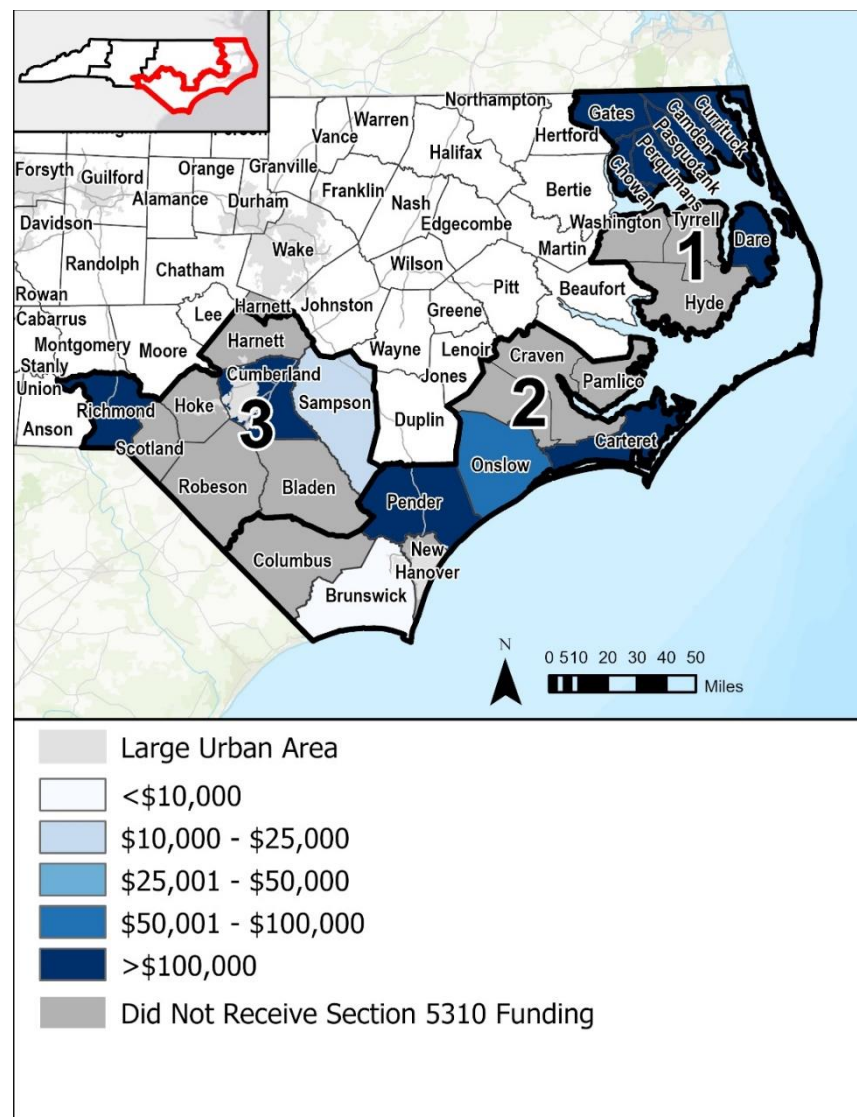 Northampton
Warren
Vance
Hertford
Gates
Camden
Currituck
Pasquotank
Perquimans
Chowan
Halifax
Forsyth
Orange
Granville
Guilford
Franklin
Bertie
Alamance
Durham
Nash
Davidson
Edgecombe
Washington
Tyrrell
Wake
Martin
1
Dare
Randolph
Chatham
Wilson
Rowan
Pitt
Beaufort
Hyde
Cabarrus
Lee
Harnett
Johnston
Greene
Montgomery
Moore
Harnett
Wayne
Lenoir
Craven
Stanly
Jones
Pamlico
Union
Cumberland
Richmond
Hoke
3
Sampson
Duplin
2
Anson
Scotland
Onslow
Carteret
Robeson
Bladen
Pender
Columbus
New
Hanover
Brunswick
N
0 5 10 20 30 40 50
Miles
Large Urban Area
<$10,000
$10,000 - $25,000
$25,001 - $50,000
$50,001 - $100,000
>$100,000
Did Not Receive Section 5310 Funding